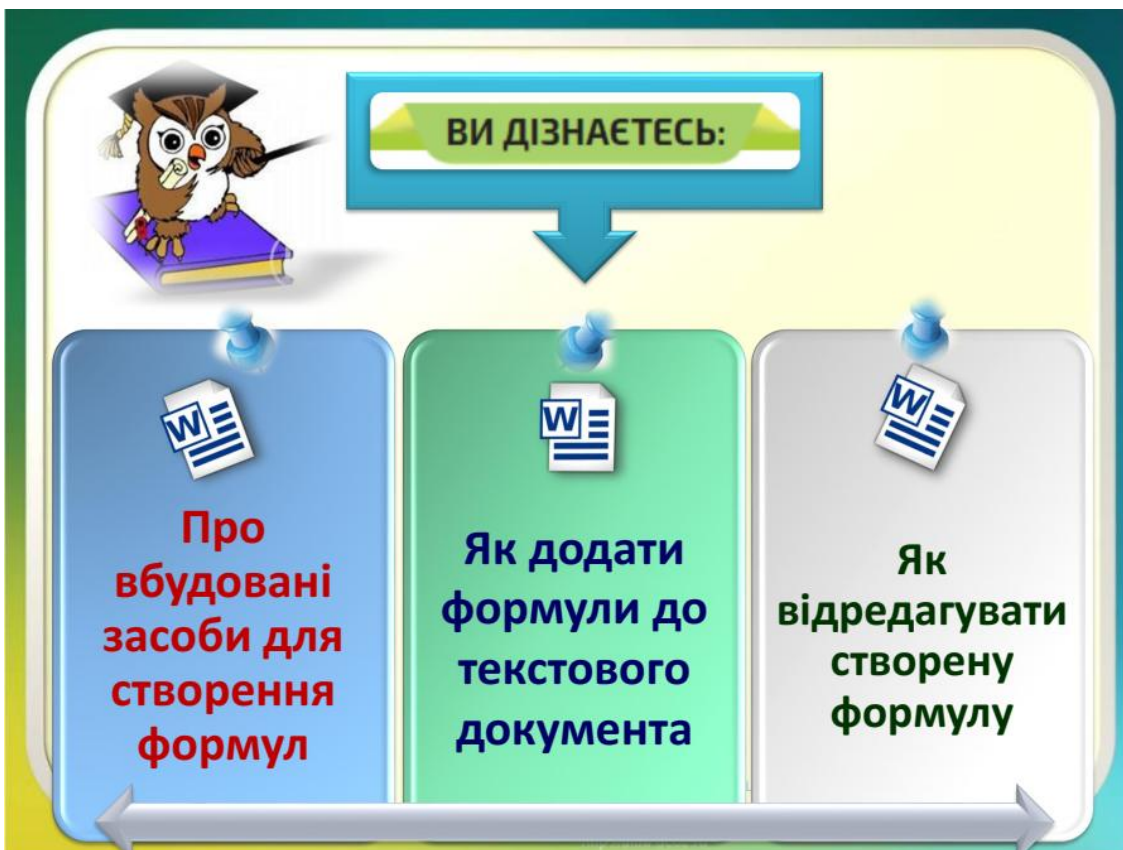 ВИ ДІЗНАЄТЕСЬ:
W
W
W
Про
вбудовані
засоби для
створення
формул
Як додати
формули до
текстового
документа
Як
відредагувати
створену
формулу